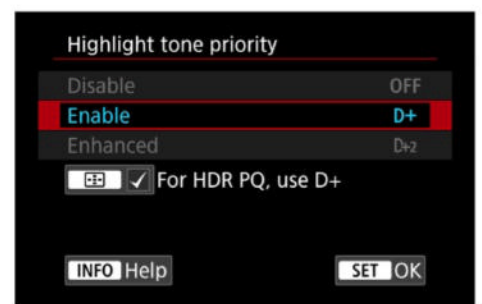 Highlight tone priority
Disable OFF
Enable D+
Enhanced D+2
For HDR PQ, use D+
INFO Help SET OK